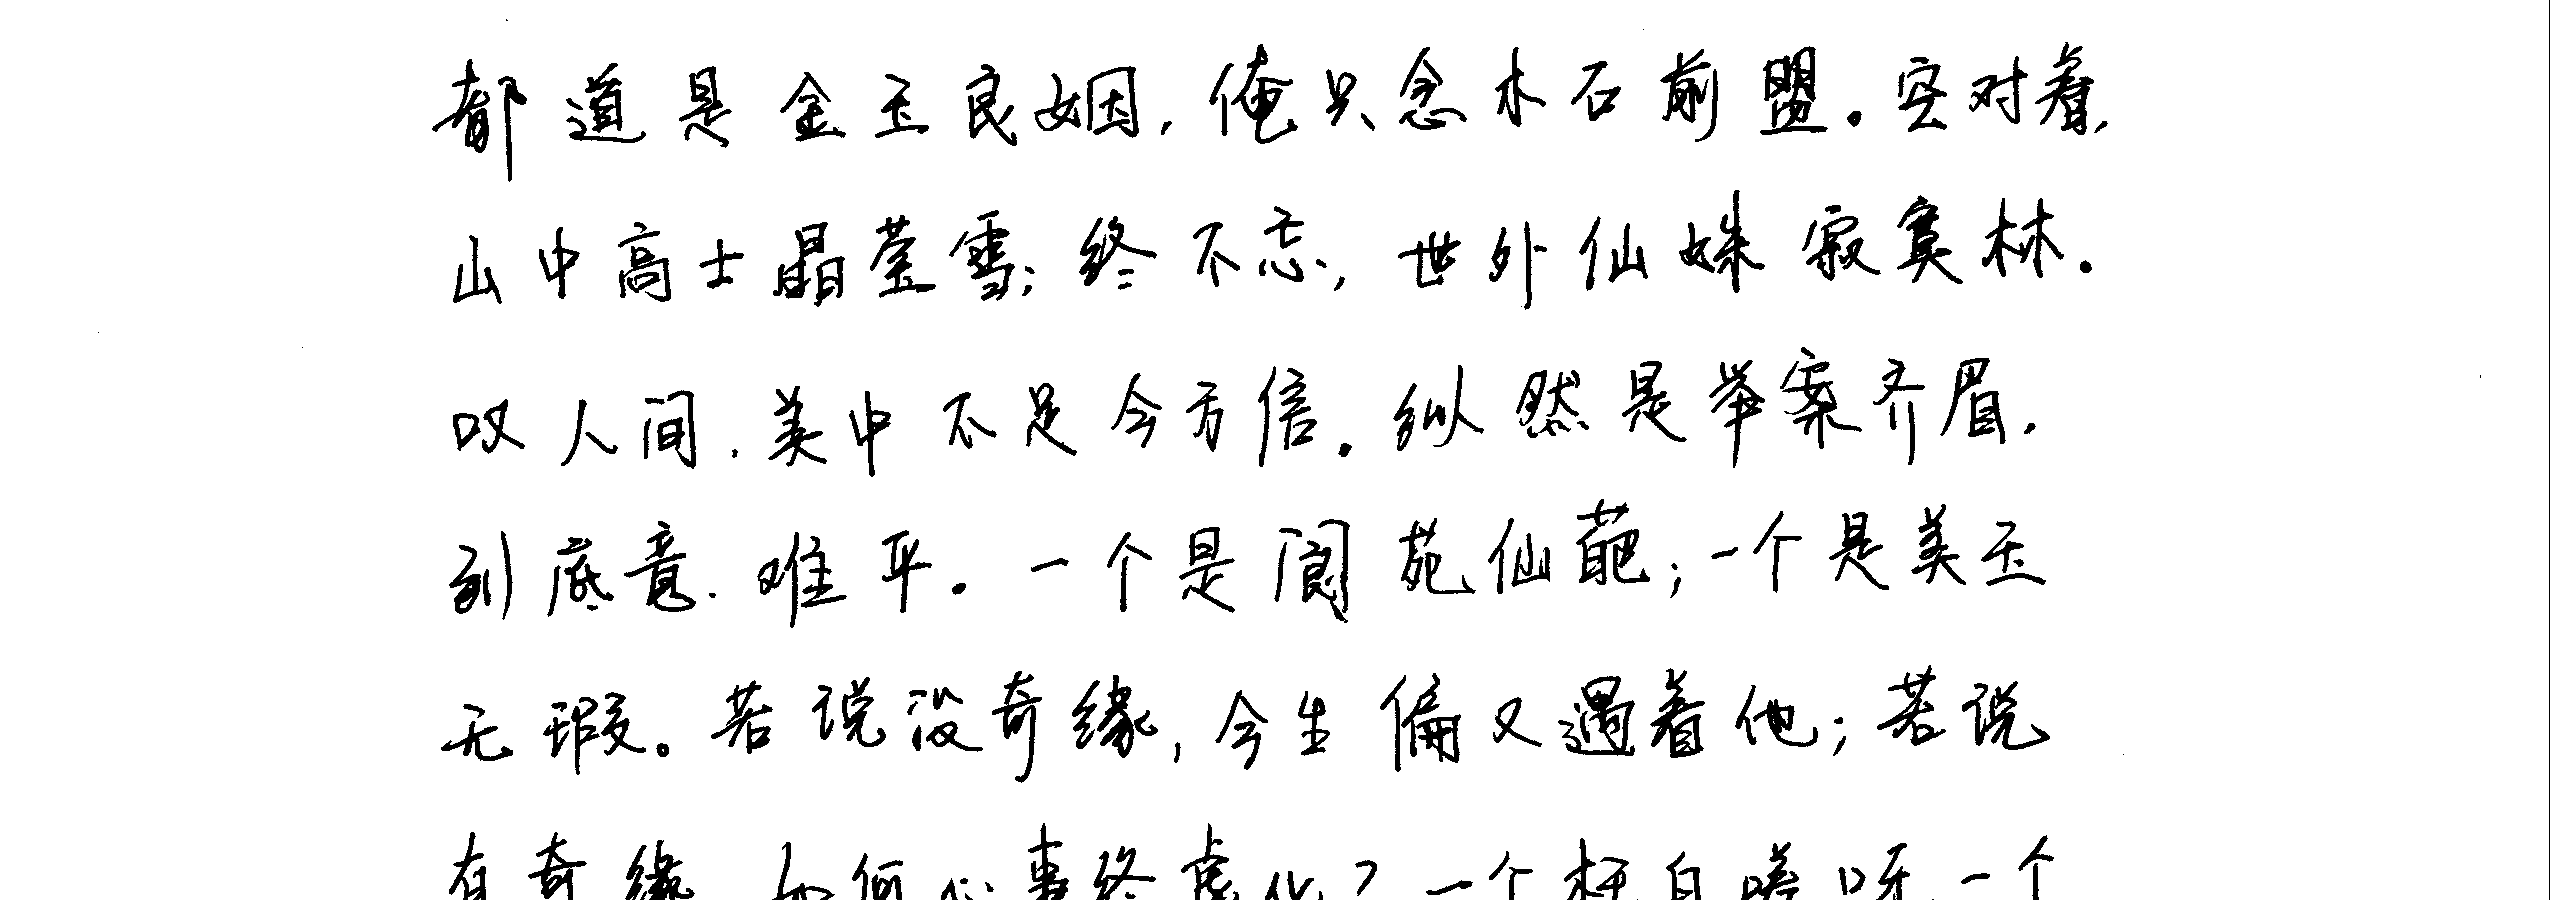 都道是金玉良姻,俺只念木石前盟。空对着,
山中高士晶莹雪;终不忘,世外仙姝寂寞林.
叹人间,美中不足今方信.纵然是举案齐眉,
到底意难平.一个是阆苑仙葩;一个是美玉
无瑕。若说没奇缘,今生偏又遇着他;若说
有奇缘 如何心事终虚化?一个枉自嗟呀 一个